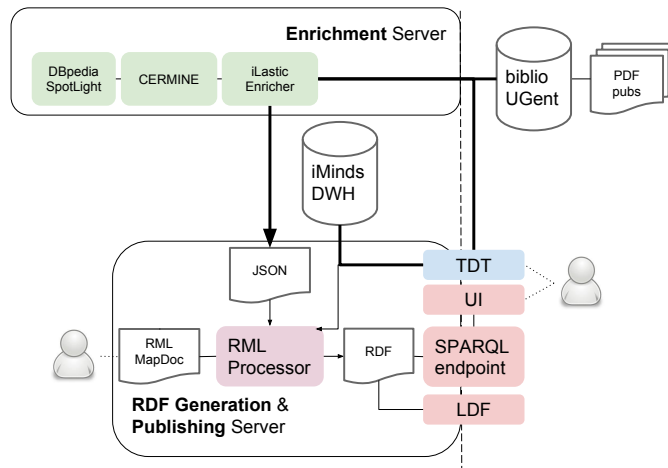 Enrichment Server
DBpedia
SpotLight
CERMINE
iLastic
Enricher
biblio
UGent
PDF
pubs
iMinds
DWH
JSON
TDT
UI
RML
MapDoc
RML
Processor
RDF
SPARQL
endpoint
LDF
RDF Generation &
Publishing Server